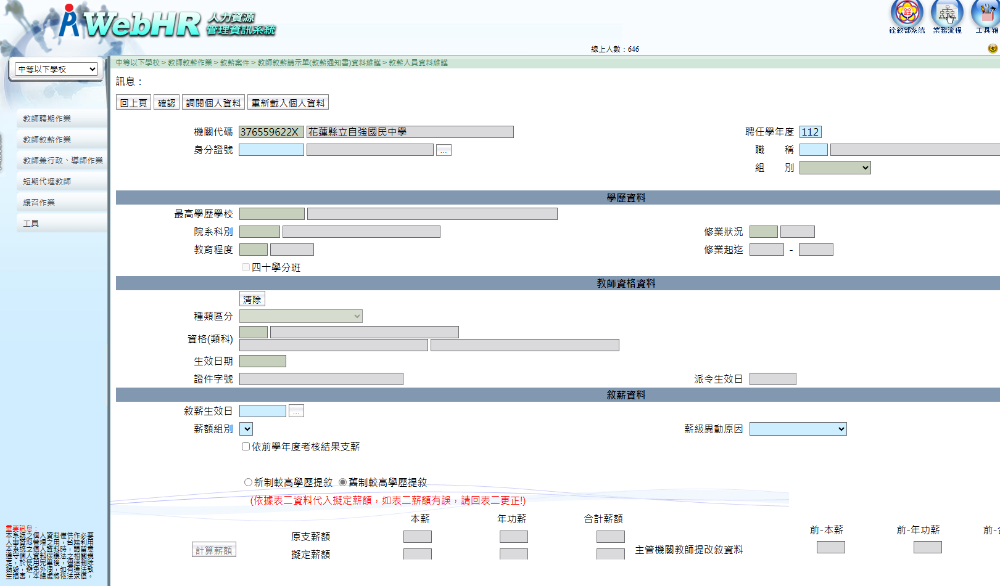 WebHR 人力資源
管理資訊系統
銓敘部系統 業務流程 工具箱
線上人數：646
中等以下學校
中等以下學校 > 教師敘薪作業 > 敘薪案件 > 教師敘薪請示單(敘薪通知書)資料維護 > 敘薪人員資料維護
訊息：
回上頁 確認 調閱個人資料 重新載入個人資料
教師聘期作業
教師敘薪作業
教師兼行政、導師作業
短期代理教師
緩召作業
工具
機關代碼 376559622X 花蓮縣立自強國民中學 聘任學年度 112
身分證號 ... 職 稱
組 別
學歷資料
最高學歷學校
院系科別 修業狀況
教育程度 修業起迄 -
四十學分班
教師資格資料
清除
種類區分
資格(類科)
生效日期
證件字號 派令生效日
敘薪資料
敘薪生效日 ...
薪額組別 薪級異動原因
依前學年度考核結果支薪
新制較高學歷提敘 舊制較高學歷提敘
(依據表二資料代入擬定薪額，如表二薪額有誤，請回表二更正!)
本薪 年功薪 合計薪額
前-本薪 前-年功薪 前-
原支薪額
計算薪額 擬定薪額 主管機關教師提改敘資料
重要訊息：
本系統之個人資料僅供作必要
人事資料管理之用，台端利用
本系統之個人資料時，請留意
遵守個人資料保護法之相關規
定，於使用完畢後，儘速刪除
銷毀，避免外洩，如有違法致
生損害，本總處將依法求償。